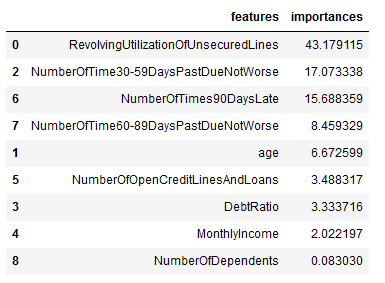 features importances
0 RevolvingUtilizationOfUnsecuredLines 43.179115
2 NumberOfTime30-59DaysPastDueNotWorse 17.073338
6 NumberOfTimes90DaysLate 15.688359
7 NumberOfTime60-89DaysPastDueNotWorse 8.459329
1 age 6.672599
5 NumberOfOpenCreditLinesAndLoans 3.488317
3 DebtRatio 3.333716
4 MonthlyIncome 2.022197
8 NumberOfDependents 0.083030